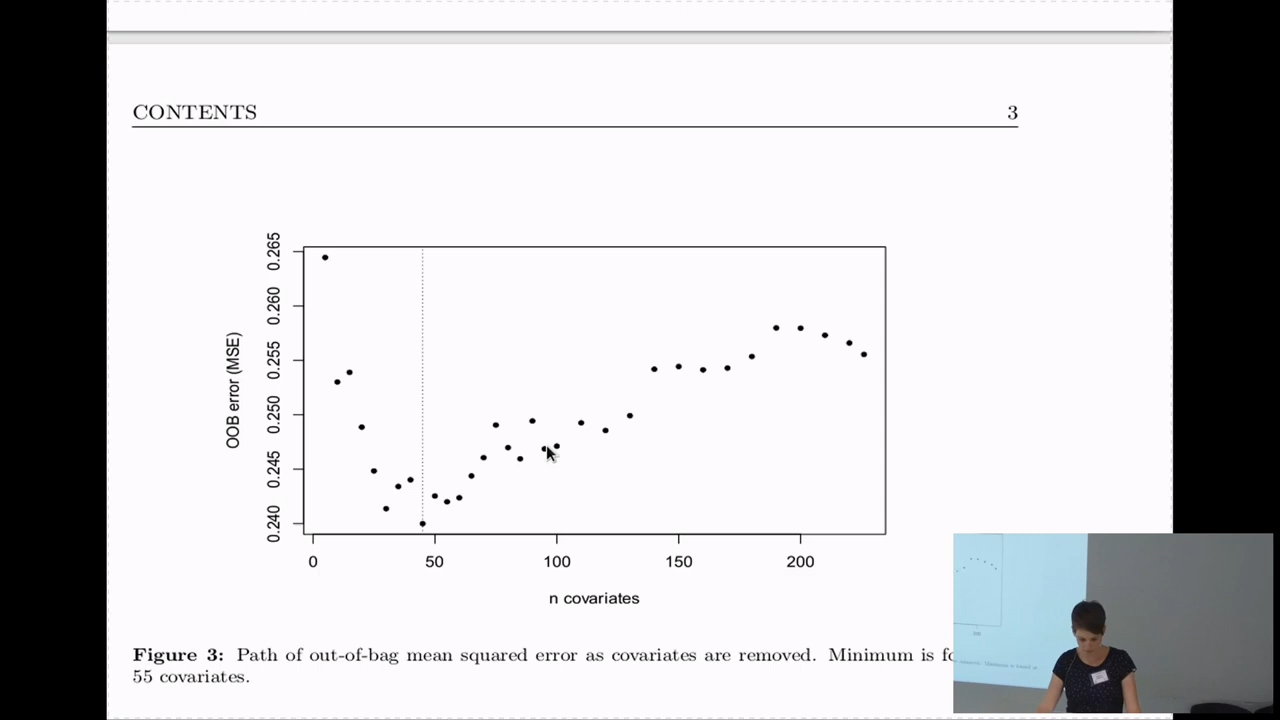 CONTENTS 3
0.265
0.260
0.255
0.250
0.245
0.240
OOB error (MSE)
0 50 100 150 200
n covariates
Figure 3: Path of out-of-bag mean squared error as covariates are removed. Minimum is
55 covariates.